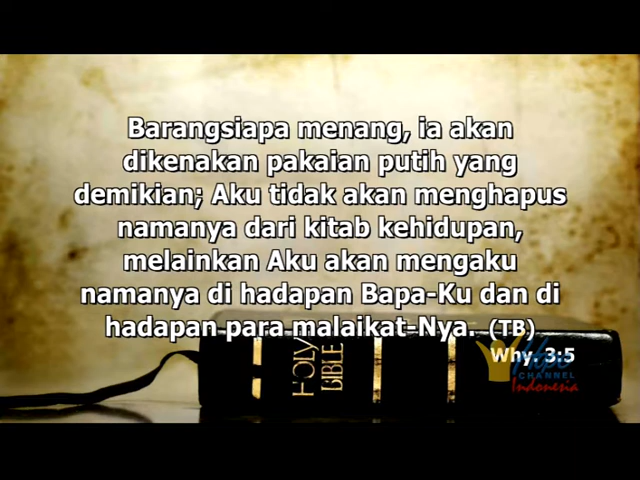 Barangsiapa menang, ia akan
dikenakan pakaian putih yang
demikian; Aku tidak akan menghapus
namanya dari kitab kehidupan,
melainkan Aku akan mengaku
namanya di hadapan Bapa-Ku dan di
hadapan para malaikat-Nya. (TB)
Why. 3:5
HOLY
BIBLE
CHANNEL
Indonesia